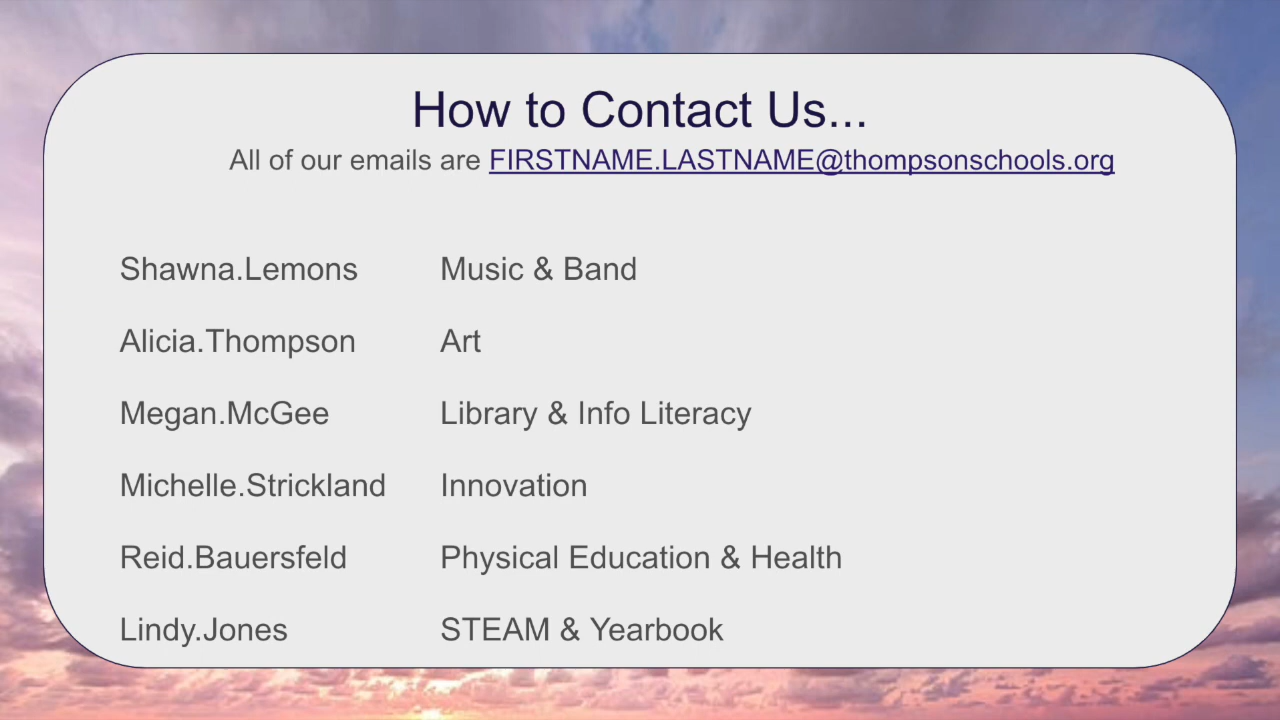 How to Contact Us...
All of our emails are FIRSTNAME.LASTNAME@thompsonschools.org
Shawna.Lemons Music & Band
Alicia.Thompson Art
Megan.McGee Library & Info Literacy
Michelle.Strickland Innovation
Reid.Bauersfeld Physical Education & Health
Lindy.Jones STEAM & Yearbook